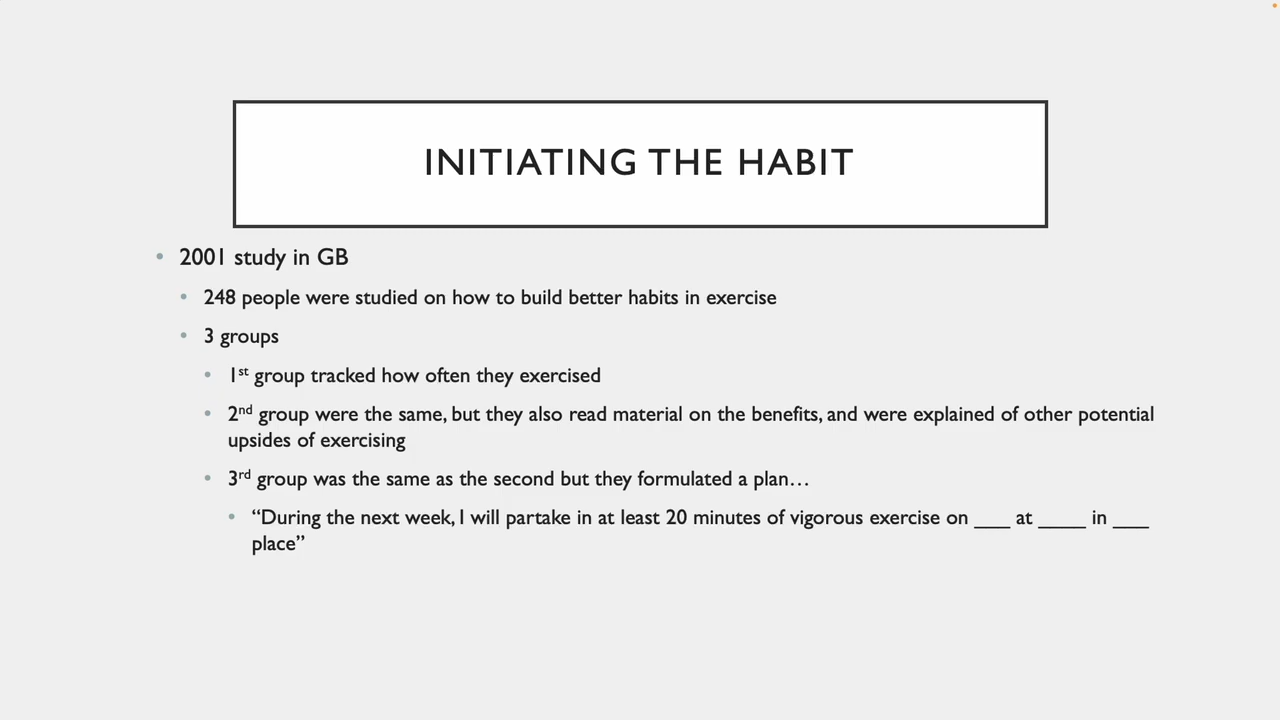 INITIATING THE HABIT
• 2001 study in GB
• 248 people were studied on how to build better habits in exercise
• 3 groups
• 1st group tracked how often they exercised
• 2nd group were the same, but they also read material on the benefits, and were explained of other potential
upsides of exercising
• 3rd group was the same as the second but they formulated a plan…
• “During the next week, I will partake in at least 20 minutes of vigorous exercise on ___ at ____ in ___
place”